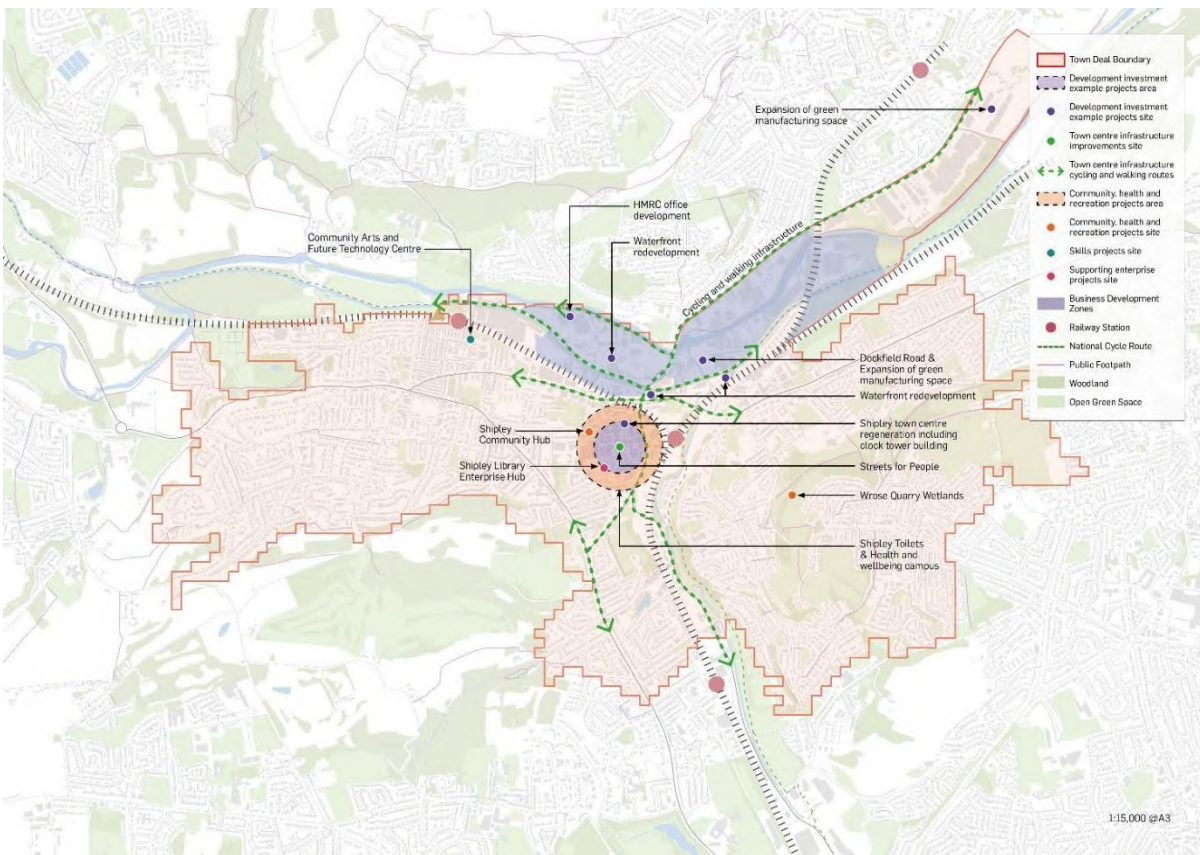 Expansion of green
manufacturing space
HMRC office
development
Community Arts and
Future Technology Centre
Waterfront
redevelopment
Cycling and walking infrastructure
Dockfield Road &
Expansion of green
manufacturing space
Waterfront redevelopment
Shipley
Community Hub
Shipley town centre
regeneration including
clock tower building
Shipley Library
Enterprise Hub
Streets for People
Wrose Quarry Wetlands
Shipley Toilets
& Health and
wellbeing campus
Town Deal Boundary
Development investment
example projects area
Development investment
example projects site
Town centre infrastructure
improvements site
Town centre infrastructure
cycling and walking routes
Community, health and
recreation projects area
Community, health and
recreation projects site
Skills projects site
Supporting enterprise
projects site
Business Development
Zones
Railway Station
National Cycle Route
Public Footpath
Woodland
Open Green Space
1:15,000 @A3